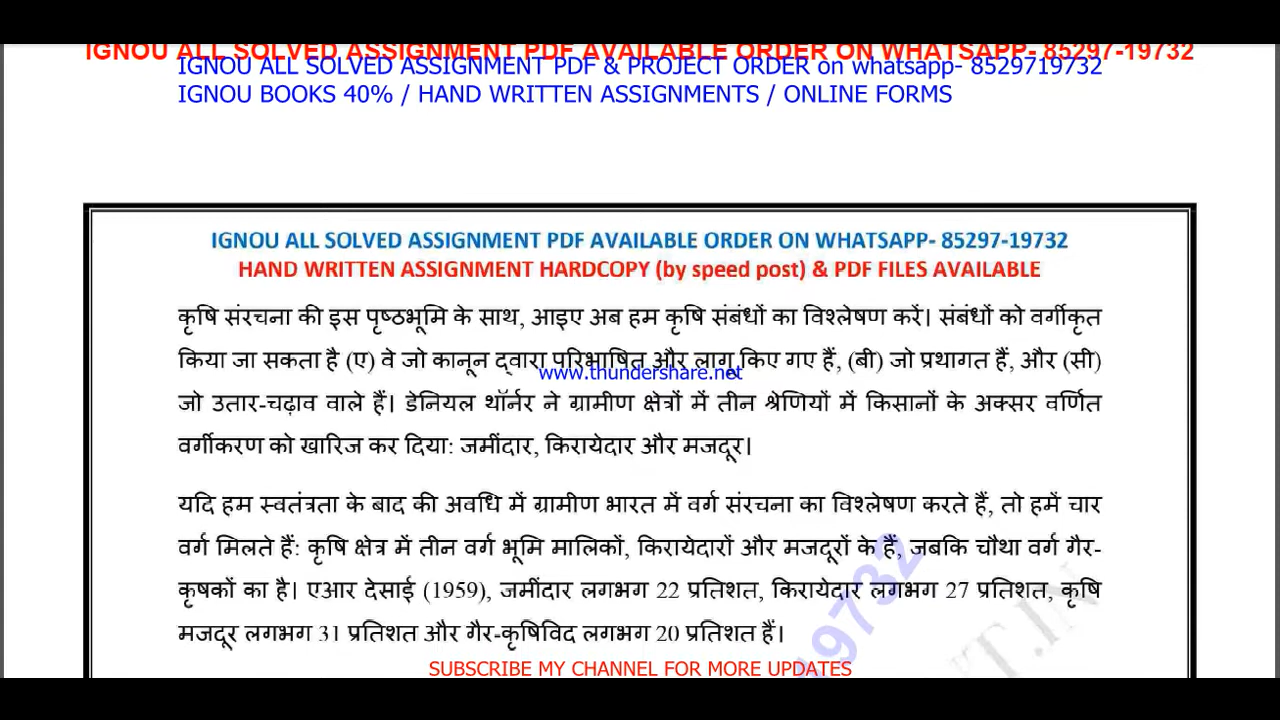 IGNOU ALL SOLVED ASSIGNMENT PDF AVAILABLE ORDER ON WHATSAPP- 85297-19732
IGNOU ALL SOLVED ASSIGNMENT PDF & PROJECT ORDER on whatsapp- 8529719732
IGNOU BOOKS 40% / HAND WRITTEN ASSIGNMENTS / ONLINE FORMS
IGNOU ALL SOLVED ASSIGNMENT PDF AVAILABLE ORDER ON WHATSAPP- 85297-19732
HAND WRITTEN ASSIGNMENT HARDCOPY (by speed post) & PDF FILES AVAILABLE
कृषि संरचना की इस पृष्ठभूमि के साथ, आइए अब हम कृषि संबंधों का विश्लेषण करें। संबंधों को वर्गीकृत
किया जा सकता है (ए) वे जो कानून द्वारा परिभाषित और लागू किए गए हैं, (बी) जो प्रथागत हैं, और (सी)
www.thundershare.net
जो उतार-चढ़ाव वाले हैं। डेनियल थॉर्नर ने ग्रामीण क्षेत्रों में तीन श्रेणियों में किसानों के अक्सर वर्णित
वर्गीकरण को खारिज कर दिया: जमींदार, किरायेदार और मजदूर।
यदि हम स्वतंत्रता के बाद की अवधि में ग्रामीण भारत में वर्ग संरचना का विश्लेषण करते हैं, तो हमें चार
वर्ग मिलते हैं: कृषि क्षेत्र में तीन वर्ग भूमि मालिकों, किरायेदारों और मजदूरों के हैं, जबकि चौथा वर्ग गैर-
कृषकों का है। एआर देसाई (1959), जमींदार लगभग 22 प्रतिशत, किरायेदार लगभग 27 प्रतिशत, कृषि
मजदूर लगभग 31 प्रतिशत और गैर-कृषिविद लगभग 20 प्रतिशत हैं।
19732
T.IN
SUBSCRIBE MY CHANNEL FOR MORE UPDATES